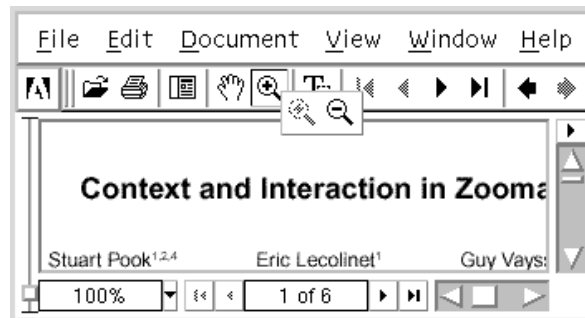 File Edit Document View Window Help
Context and Interaction in Zooma
Stuart Pook¹,²,⁴ Eric Lecolinet¹ Guy Vays
100% 1 of 6